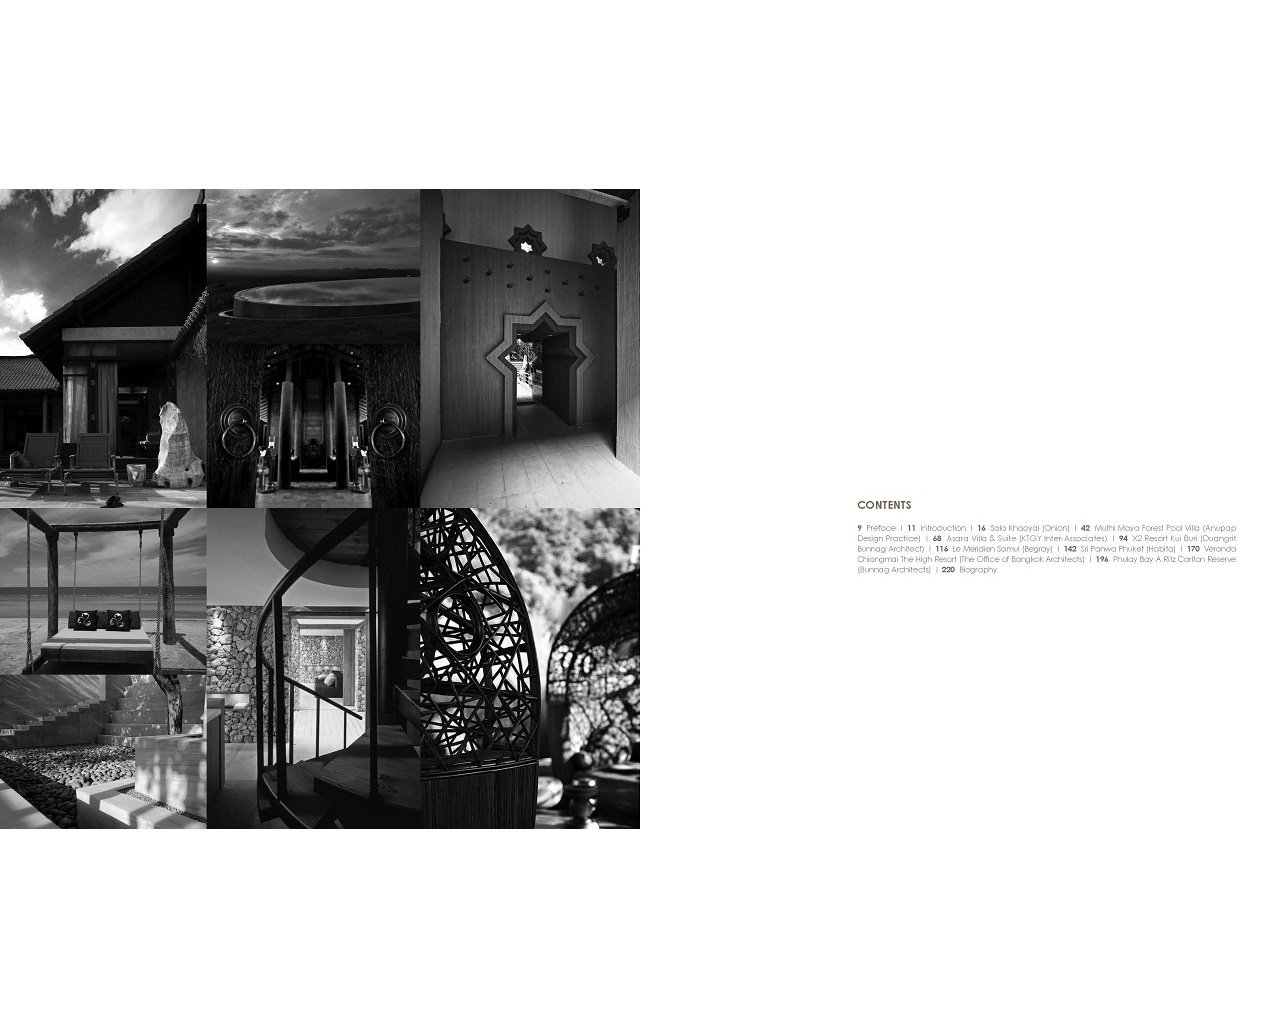 CONTENTS
9 Preface I 11 Introduction I 16 Sala Khaoyai (Onion) I 42 Muthi Maya Forest Pool Villa (Anupap
Design Practice) I 68 Asara Villa & Suite (KTGY Inter-Associates) I 94 X2 Resort Kui Buri (Duangrit
Bunnag Architect) I 116 Le Meridien Samui (Begray) I 142 Sri Panwa Phuket (Habita) I 170 Veranda
Chiangmai The High Resort (The Office of Bangkok Architects) I 196 Phulay Bay A Ritz Carlton Reserve
(Bunnag Architects) I 220 Biography